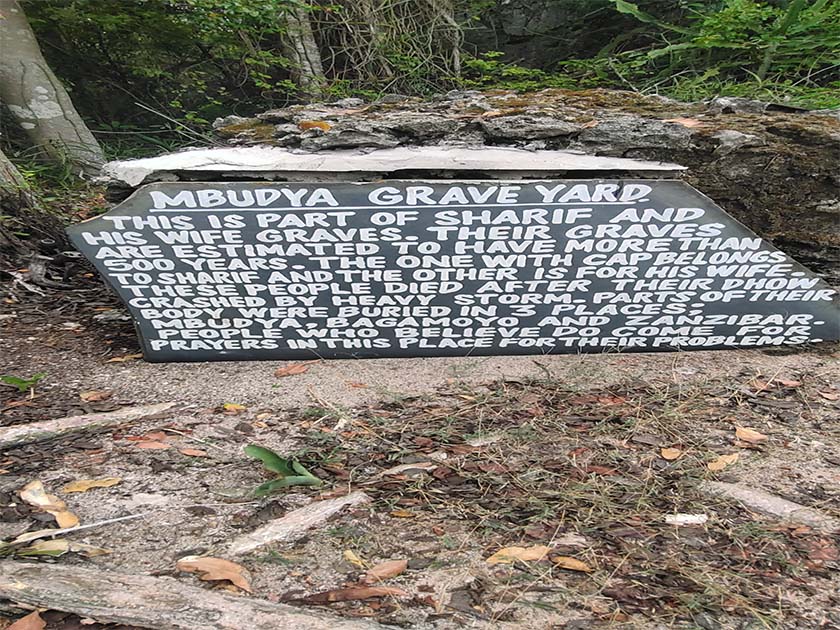 MBUDYA GRAVE YARD.
THIS IS PART OF SHARIF AND
HIS WIFE GRAVES. THEIR GRAVES
ARE ESTIMATED TO HAVE MORE THAN
500 YEARS. THE ONE WITH CAP BELONGS
TO SHARIF AND THE OTHER IS FOR HIS WIFE.
THESE PEOPLE DIED AFTER THEIR DHOW
CRASHED BY HEAVY STORM. PARTS OF THEIR
BODY WERE BURIED IN 3 PLACES;
MBUDYA, BAGAMOYO AND ZANZIBAR.
PEOPLE WHO BELIEVE DO COME FOR
PRAYERS IN THIS PLACE FOR THEIR PROBLEMS.